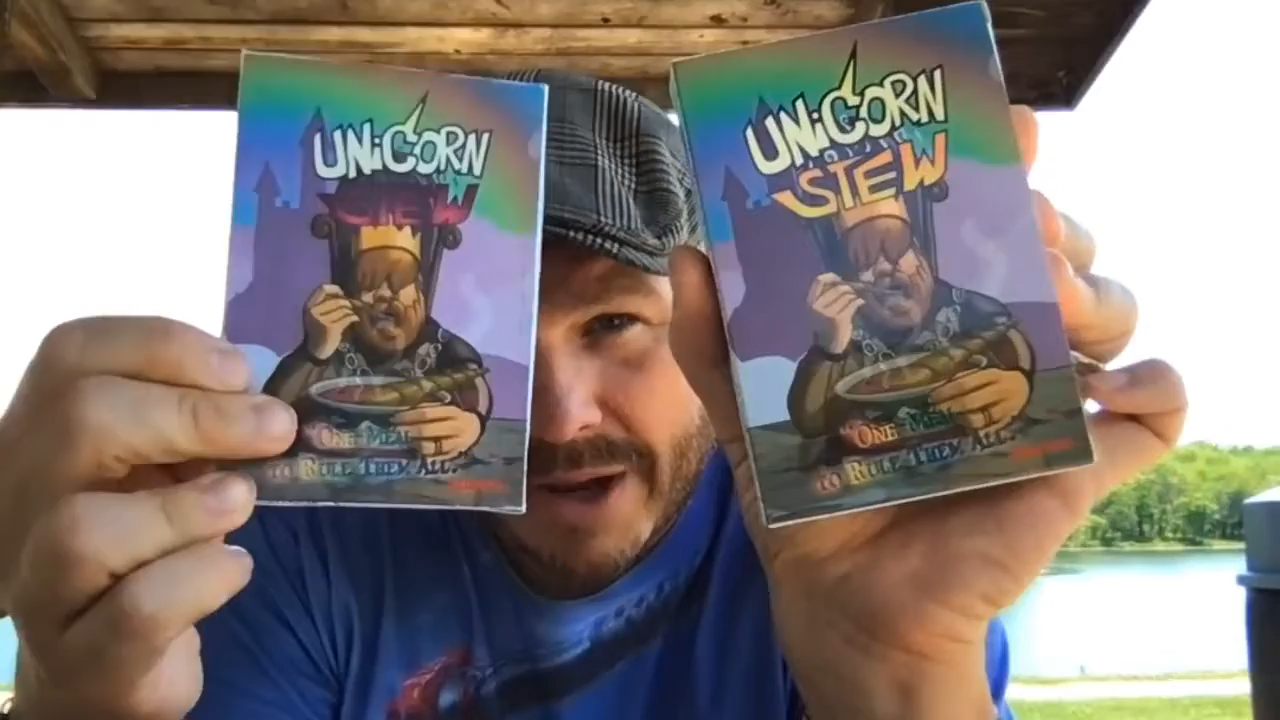 UNiCORN
STEW
"ONE MEAL
TO RULE THEM ALL."
UNiCORN
STEW
"ONE MEAL
TO RULE THEM ALL."